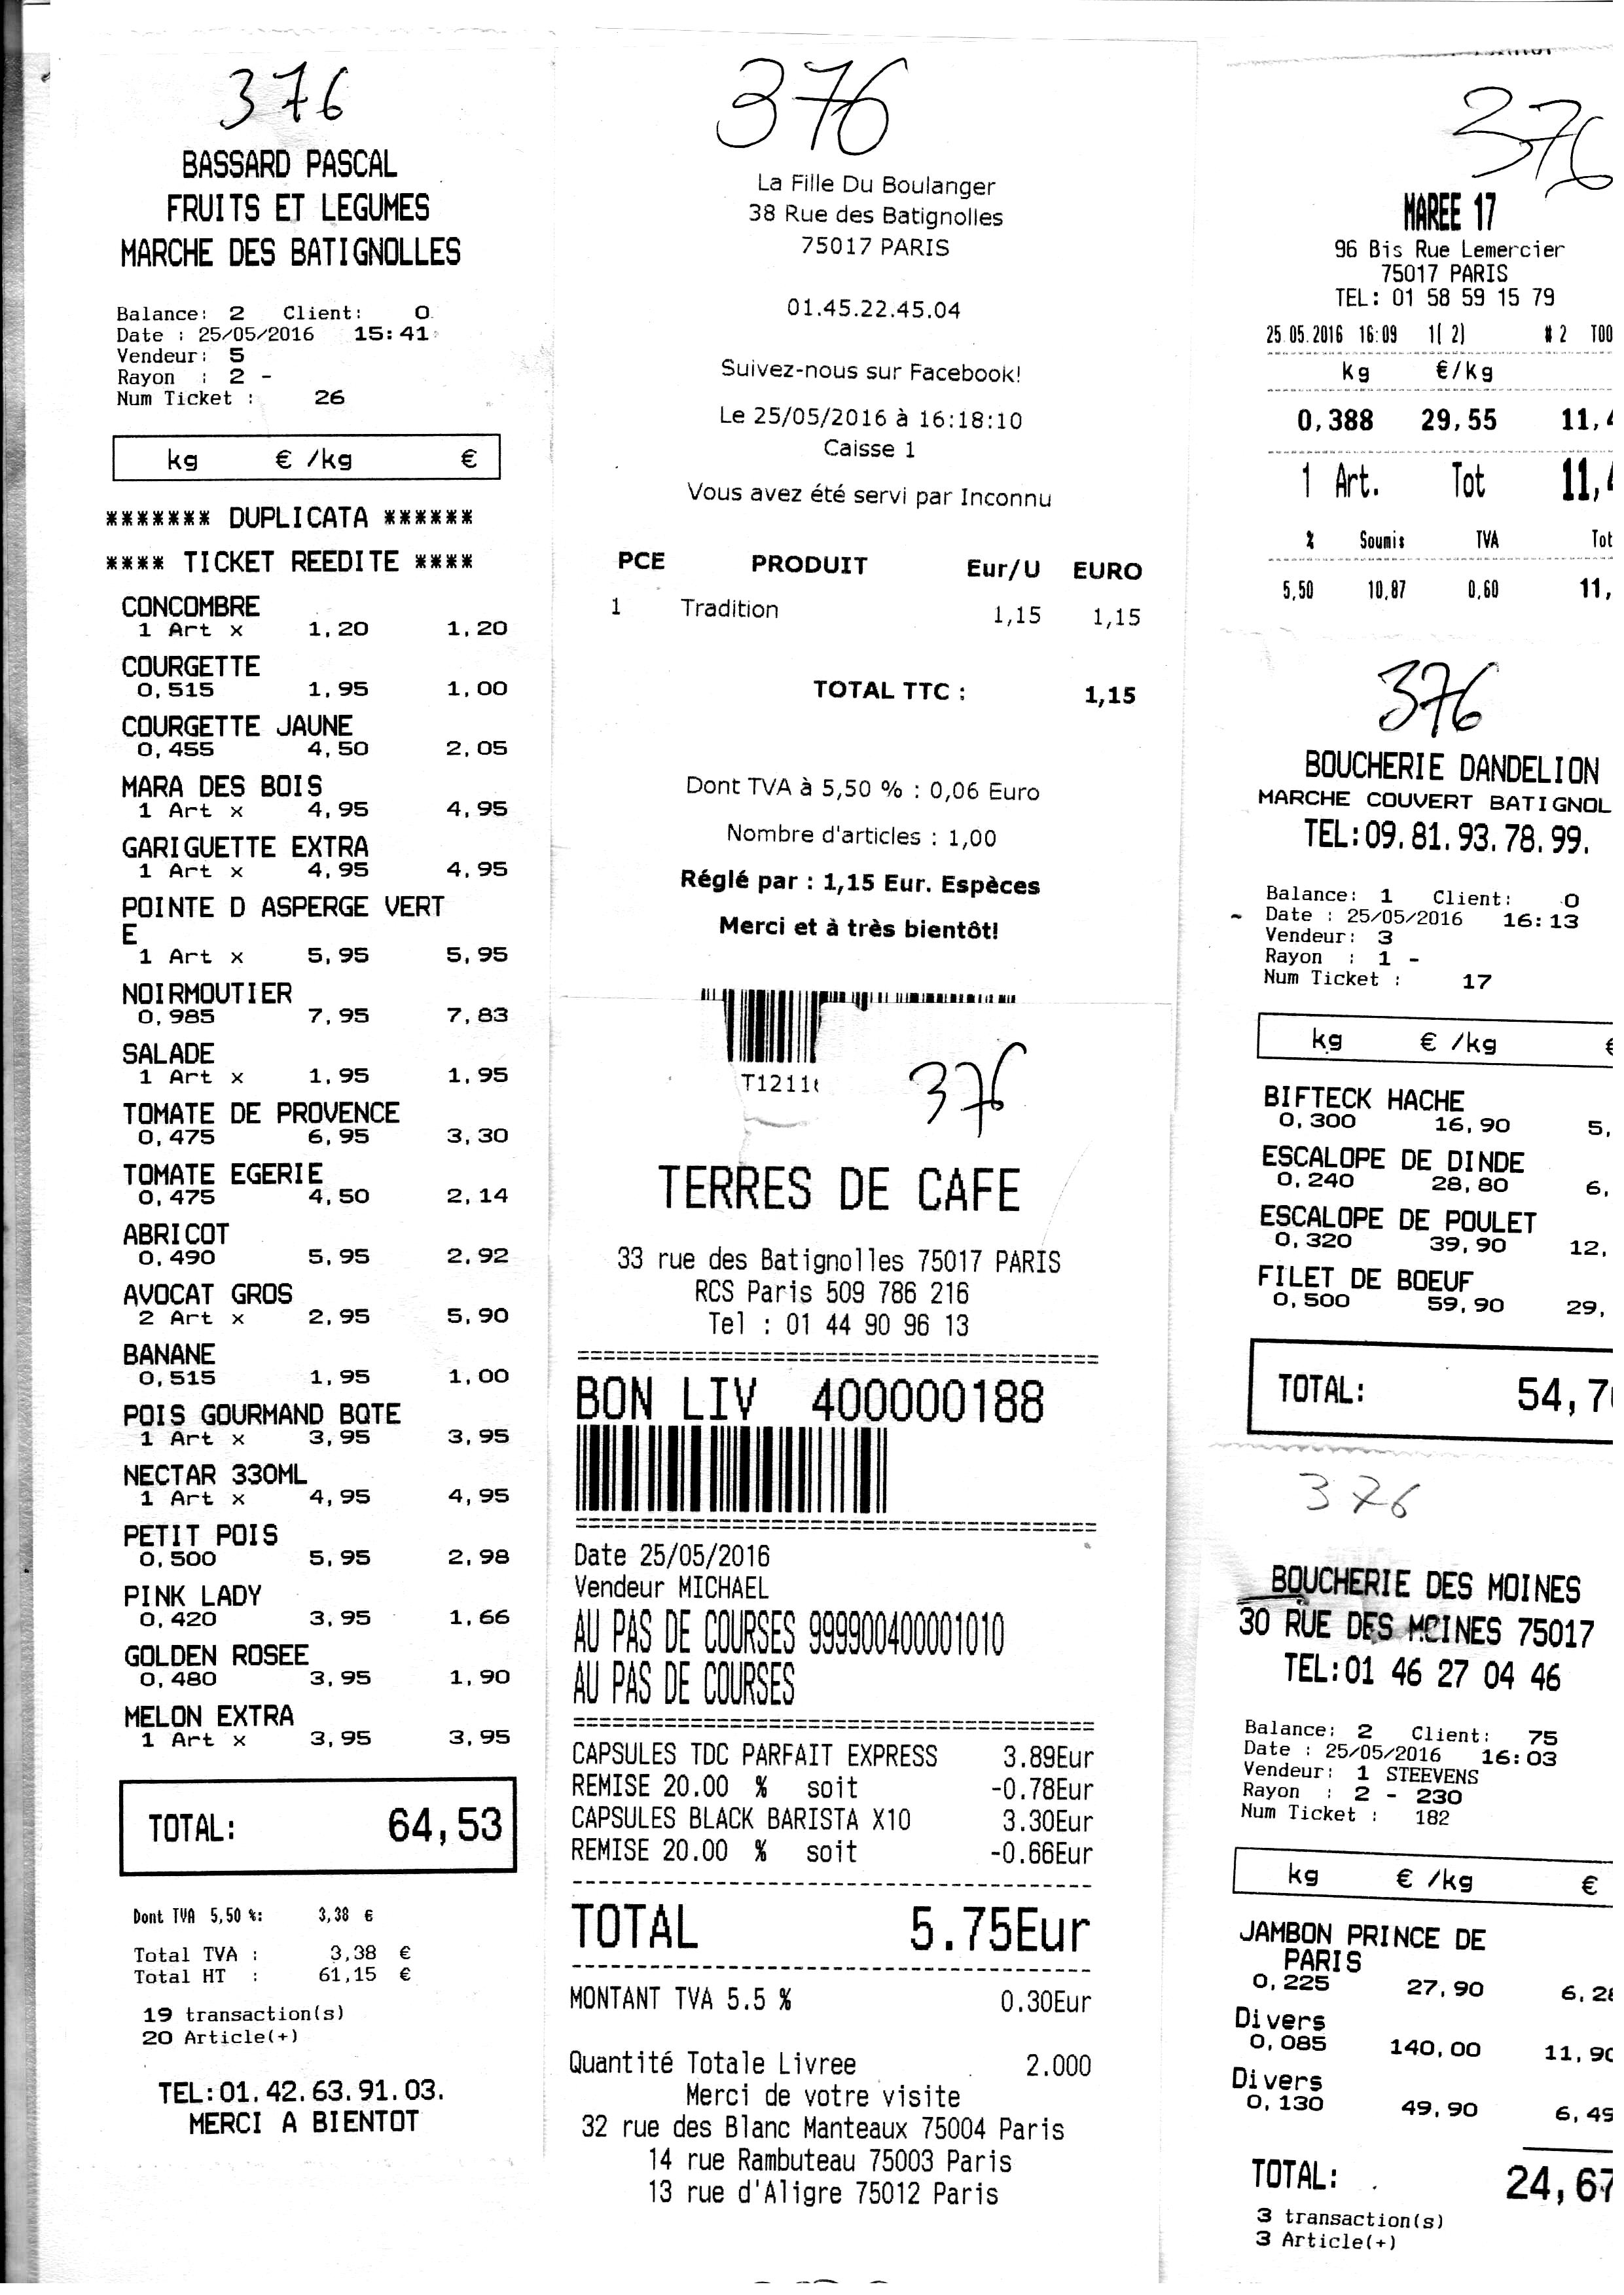 376
BASSARD PASCAL
FRUITS ET LEGUMES
MARCHE DES BATIGNOLLES
Balance: 2 Client: 0
Date : 25/05/2016 15:41
Vendeur: 5
Rayon : 2 -
Num Ticket : 26
kg € /kg €
******* DUPLICATA ******
**** TICKET REEDITE ****
CONCOMBRE
1 Art x 1,20 1,20
COURGETTE
0,515 1,95 1,00
COURGETTE JAUNE
0,455 4,50 2,05
MARA DES BOIS
1 Art x 4,95 4,95
GARIGUETTE EXTRA
1 Art x 4,95 4,95
POINTE D ASPERGE VERT
E
1 Art x 5,95 5,95
NOIRMOUTIER
0,985 7,95 7,83
SALADE
1 Art x 1,95 1,95
TOMATE DE PROVENCE
0,475 6,95 3,30
TOMATE EGERIE
0,475 4,50 2,14
ABRICOT
0,490 5,95 2,92
AVOCAT GROS
2 Art x 2,95 5,90
BANANE
0,515 1,95 1,00
POIS GOURMAND BQTE
1 Art x 3,95 3,95
NECTAR 330ML
1 Art x 4,95 4,95
PETIT POIS
0,500 5,95 2,98
PINK LADY
0,420 3,95 1,66
GOLDEN ROSEE
0,480 3,95 1,90
MELON EXTRA
1 Art x 3,95 3,95
TOTAL: 64,53
Dont TVA 5,50 %: 3,38 €
Total TVA : 3,38 €
Total HT : 61,15 €
19 transaction(s)
20 Article(+)
TEL:01.42.63.91.03.
MERCI A BIENTOT
376
La Fille Du Boulanger
38 Rue des Batignolles
75017 PARIS
01.45.22.45.04
Suivez-nous sur Facebook!
Le 25/05/2016 à 16:18:10
Caisse 1
Vous avez été servi par Inconnu
PCE PRODUIT Eur/U EURO
1 Tradition 1,15 1,15
TOTAL TTC : 1,15
Dont TVA à 5,50 % : 0,06 Euro
Nombre d'articles : 1,00
Réglé par : 1,15 Eur. Espèces
Merci et à très bientôt!
T1211
376
TERRES DE CAFE
33 rue des Batignolles 75017 PARIS
RCS Paris 509 786 216
Tel : 01 44 90 96 13
BON LIV 400000188
Date 25/05/2016
Vendeur MICHAEL
AU PAS DE COURSES 999900400001010
AU PAS DE COURSES
CAPSULES TDC PARFAIT EXPRESS 3.89Eur
REMISE 20.00 % soit -0.78Eur
CAPSULES BLACK BARISTA X10 3.30Eur
REMISE 20.00 % soit -0.66Eur
TOTAL 5.75Eur
MONTANT TVA 5.5 % 0.30Eur
Quantité Totale Livree 2.000
Merci de votre visite
32 rue des Blanc Manteaux 75004 Paris
14 rue Rambuteau 75003 Paris
13 rue d'Aligre 75012 Paris
376
MAREE 17
96 Bis Rue Lemercier
75017 PARIS
TEL: 01 58 59 15 79
25.05.2016 16:09 1( 2) # 2 T00
kg €/kg
0,388 29,55 11,4
1 Art. Tot 11,4
% Soumis TVA Tot
5,50 10,87 0,60 11,
376
BOUCHERIE DANDELION
MARCHE COUVERT BATIGNOL
TEL:09.81.93.78.99.
Balance: 1 Client: 0
Date : 25/05/2016 16:13
Vendeur: 3
Rayon : 1 -
Num Ticket : 17
kg € /kg €
BIFTECK HACHE
0,300 16,90 5,
ESCALOPE DE DINDE
0,240 28,80 6,
ESCALOPE DE POULET
0,320 39,90 12,
FILET DE BOEUF
0,500 59,90 29,
TOTAL: 54,7
376
BOUCHERIE DES MOINES
30 RUE DES MOINES 75017
TEL:01 46 27 04 46
Balance: 2 Client: 75
Date : 25/05/2016 16:03
Vendeur: 1 STEEVENS
Rayon : 2 - 230
Num Ticket : 182
kg € /kg €
JAMBON PRINCE DE
PARIS
0,225 27,90 6,28
Divers
0,085 140,00 11,90
Divers
0,130 49,90 6,49
TOTAL: 24,67
3 transaction(s)
3 Article(+)